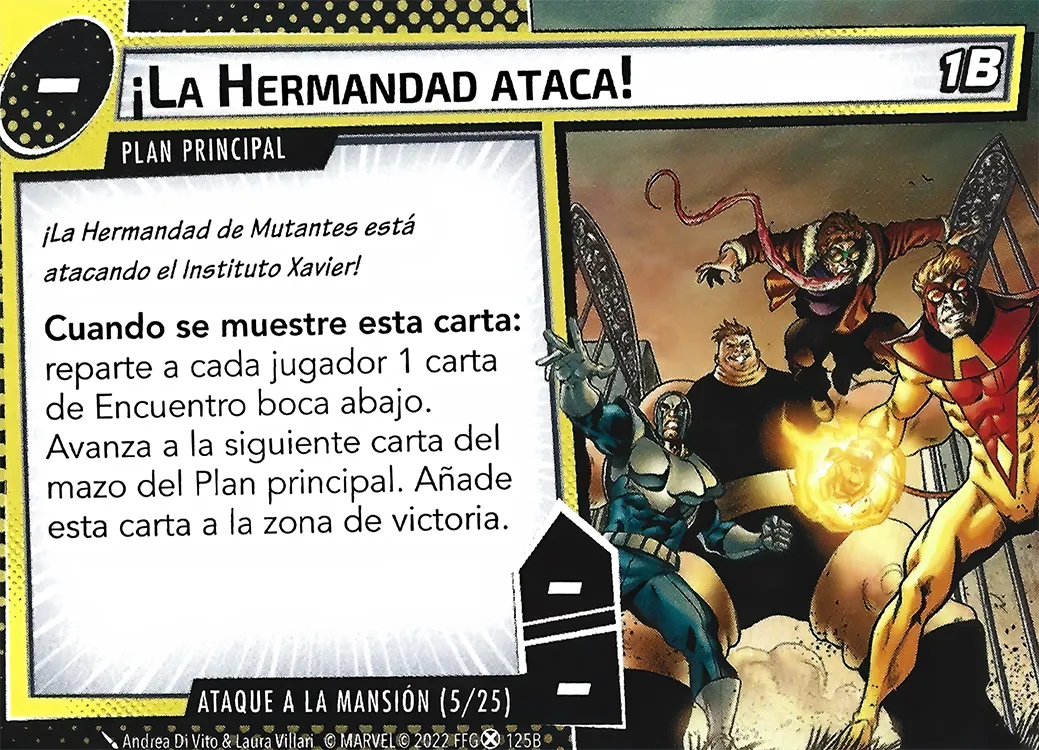 ¡La Hermandad ataca!
1B
Plan principal
¡La Hermandad de Mutantes está
atacando el Instituto Xavier!
Cuando se muestre esta carta:
reparte a cada jugador 1 carta
de Encuentro boca abajo.
Avanza a la siguiente carta del
mazo del Plan principal. Añade
esta carta a la zona de victoria.
Ataque a la mansión (5/25)
Andrea Di Vito & Laura Villari © MARVEL © 2022 FFG 125B